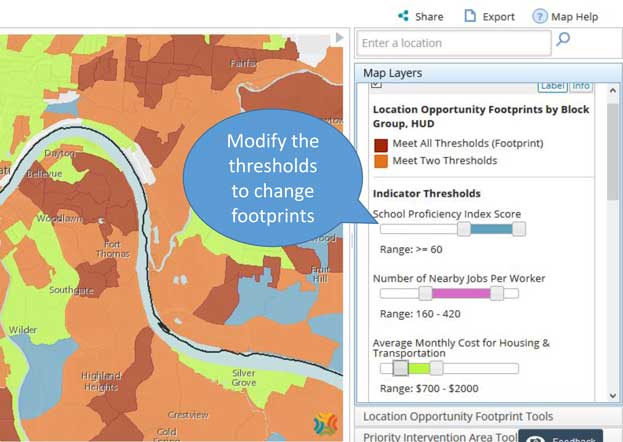 Share Export Map Help
Enter a location
Map Layers
Label Info
Location Opportunity Footprints by Block
Group, HUD
Meet All Thresholds (Footprint)
Meet Two Thresholds
Indicator Thresholds
School Proficiency Index Score
Range: >= 60
Number of Nearby Jobs Per Worker
Range: 160 - 420
Average Monthly Cost for Housing &
Transportation
Range: $700 - $2000
Location Opportunity Footprint Tools
Priority Intervention Area Tool
Feedback
Modify the
thresholds
to change
footprints
Fairfax
Dayton
Bellevue
Woodlawn
Fort
Thomas
Southgate
Fruit
Hill
Wilder
Highland
Heights
Silver
Grove
Crestview
Cold
Spring